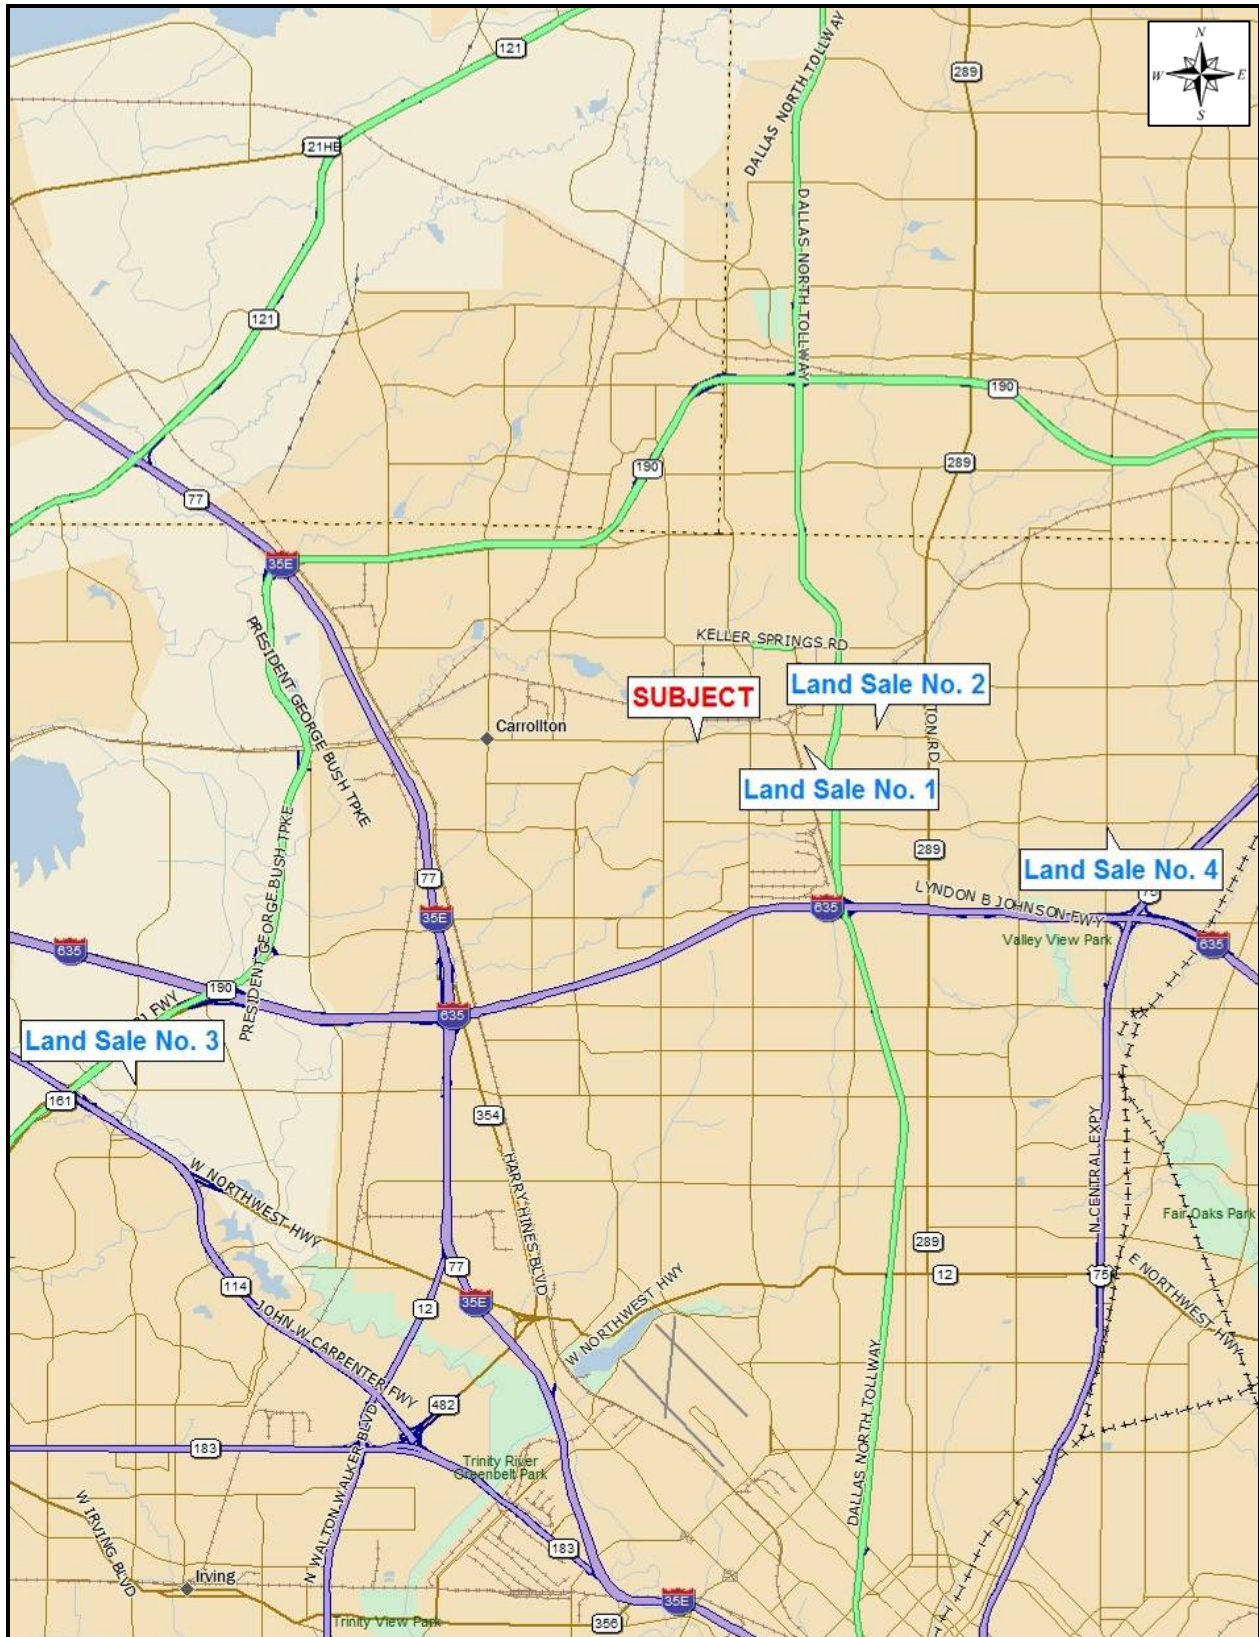 121
DALLAS NORTH TOLLWAY
289
N
W
E
S
121HE
DALLAS NORTH TOLLWAY
121
190
190
289
77
35E
PRESIDENT GEORGE BUSH TPKE
KELLER SPRINGS RD
SUBJECT
Land Sale No. 2
Carrollton
TON RD
Land Sale No. 1
PRESIDENT GEORGE BUSH TPKE
289
77
Land Sale No. 4
75
35E
635
LYNDON B JOHNSON FWY
Valley View Park
635
635
190
FWY
635
Land Sale No. 3
161
354
HARRY HINES BLVD
N CENTRAL EXPY
W NORTHWEST HWY
Fair Oaks Park
289
77
12
75
E NORTHWEST HWY
114
35E
12
W NORTHWEST HWY
JOHN W CARPENTER FWY
482
DALLAS NORTH TOLLWAY
183
Trinity River
Greenbelt Park
N WALTON WALKER BLVD
W IRVING BLVD
183
Irving
35E
Trinity View Park
356